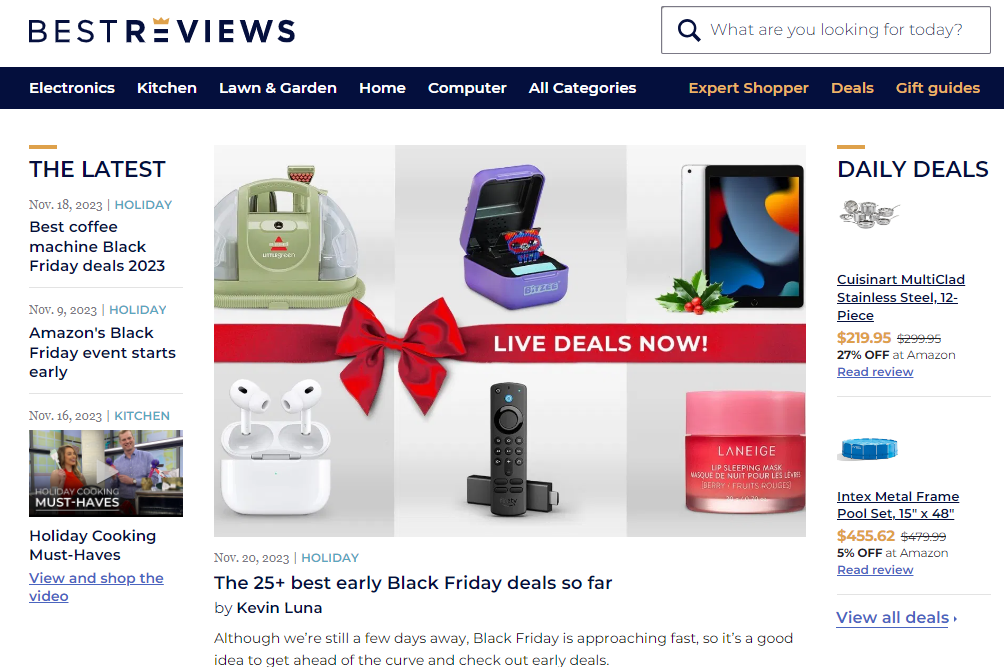 BESTREVIEWS
What are you looking for today?
Electronics
Kitchen
Lawn & Garden
Home
Computer
All Categories
Expert Shopper
Deals
Gift guides
THE LATEST
Nov. 18, 2023 | HOLIDAY
Best coffee
machine Black
Friday deals 2023
Nov. 9, 2023 | HOLIDAY
Amazon's Black
Friday event starts
early
Nov. 16, 2023 | KITCHEN
HOLIDAY COOKING
MUST-HAVES
Holiday Cooking
Must-Haves
View and shop the
video
BISSELL
LITTLEGREEN
BITZEE
LIVE DEALS NOW!
LANEIGE
LIP SLEEPING MASK
MASQUE DE NUIT POUR LES LÈVRES
[BERRY / FRUITS ROUGES]
Nov. 20, 2023 | HOLIDAY
The 25+ best early Black Friday deals so far
by Kevin Luna
Although we're still a few days away, Black Friday is approaching fast, so it's a good
idea to get ahead of the curve and check out early deals.
DAILY DEALS
Cuisinart MultiClad
Stainless Steel, 12-
Piece
$219.95 $299.95
27% OFF at Amazon
Read review
Intex Metal Frame
Pool Set, 15" x 48"
$455.62 $479.99
5% OFF at Amazon
Read review
View all deals